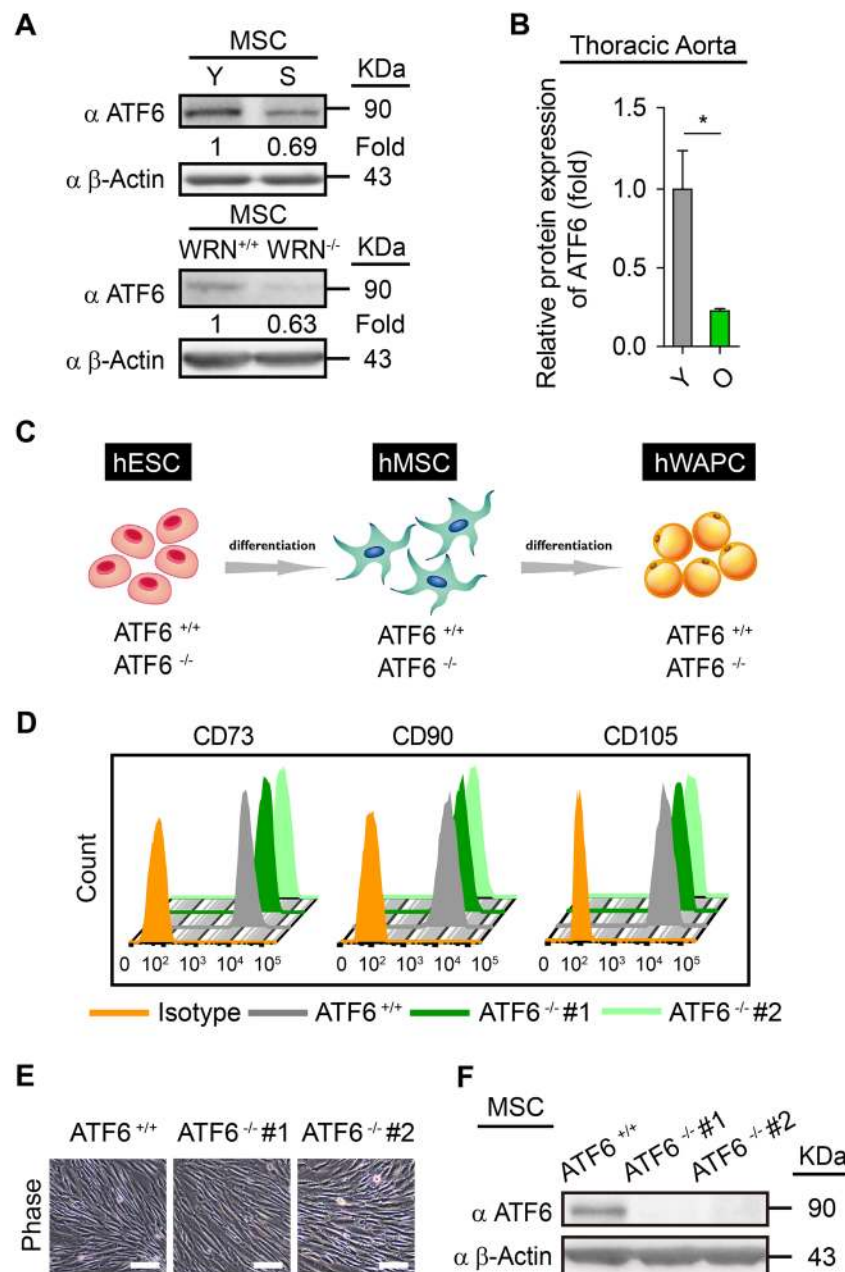 A
MSC
Y S KDa
α ATF6 90
1 0.69 Fold
α β-Actin 43
MSC
WRN+/+ WRN-/- KDa
α ATF6 90
1 0.63 Fold
α β-Actin 43
B
Thoracic Aorta
Relative protein expression
of ATF6 (fold)
1.5
*
1.0
0.5
0.0
Y O
C
hESC hMSC hWAPC
differentiation differentiation
ATF6 +/+ ATF6 +/+ ATF6 +/+
ATF6 -/- ATF6 -/- ATF6 -/-
D
CD73 CD90 CD105
Count
0 10² 10³ 10⁴ 10⁵ 0 10² 10³ 10⁴ 10⁵ 0 10² 10³ 10⁴ 10⁵
Isotype ATF6 +/+ ATF6 -/- #1 ATF6 -/- #2
E
ATF6 +/+ ATF6 -/- #1 ATF6 -/- #2
Phase
F
MSC
ATF6 +/+ ATF6 -/- #1 ATF6 -/- #2 KDa
α ATF6 90
α β-Actin 43